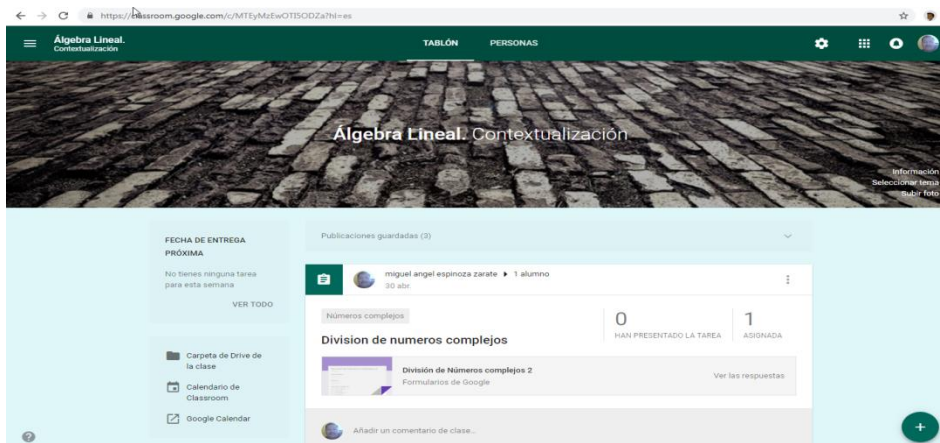 https://classroom.google.com/c/MTEyMzEwOTI5ODZa?hl=es
Álgebra Lineal.
Contextualización
TABLÓN
PERSONAS
Álgebra Lineal. Contextualización
Información
Seleccionar tema
Subir foto
FECHA DE ENTREGA
PRÓXIMA
No tienes ninguna tarea
para esta semana
VER TODO
Carpeta de Drive de
la clase
Calendario de
Classroom
Google Calendar
Publicaciones guardadas (3)
miguel angel espinoza zarate 1 alumno
30 abr.
Números complejos
Division de numeros complejos
0
HAN PRESENTADO LA TAREA
1
ASIGNADA
División de Números complejos 2
Formularios de Google
Ver las respuestas
Añadir un comentario de clase...